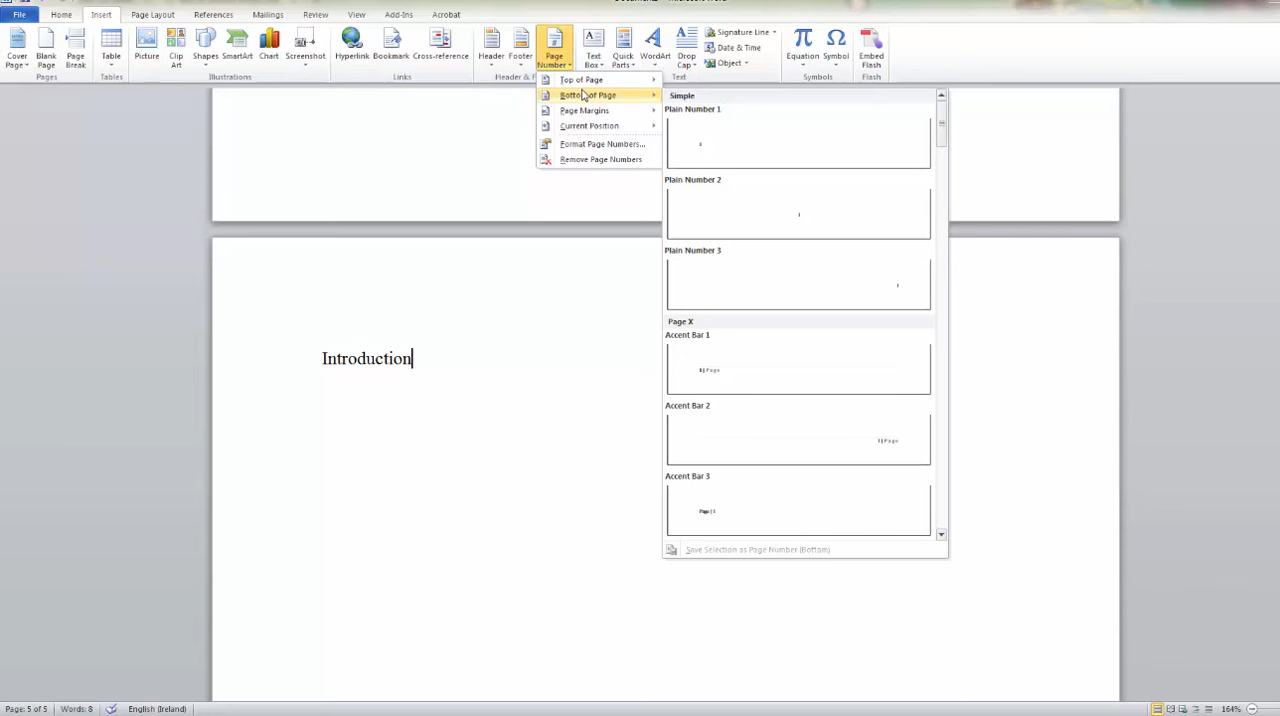 File Insert Page Layout References Mailings Review View Add-Ins Acrobat
Home
Cover Page Blank Page Page Break Table Picture Clip Art Shapes SmartArt Chart Screenshot Hyperlink Bookmark Cross-reference Header Footer Page Number Text Box Quick Parts WordArt Drop Cap Signature Line Date & Time Object Equation Symbol Embed Flash
Pages Tables Illustrations Links Header & F Text Symbols Flash
Top of Page
Bottom of Page
Page Margins
Current Position
Format Page Numbers...
Remove Page Numbers
Simple
Plain Number 1
Plain Number 2
Plain Number 3
Page X
Accent Bar 1
Accent Bar 2
1 | Page
Accent Bar 3
Save Selection as Page Number (Bottom)
Introduction
Page: 5 of 5 Words: 8 English (Ireland) 164%